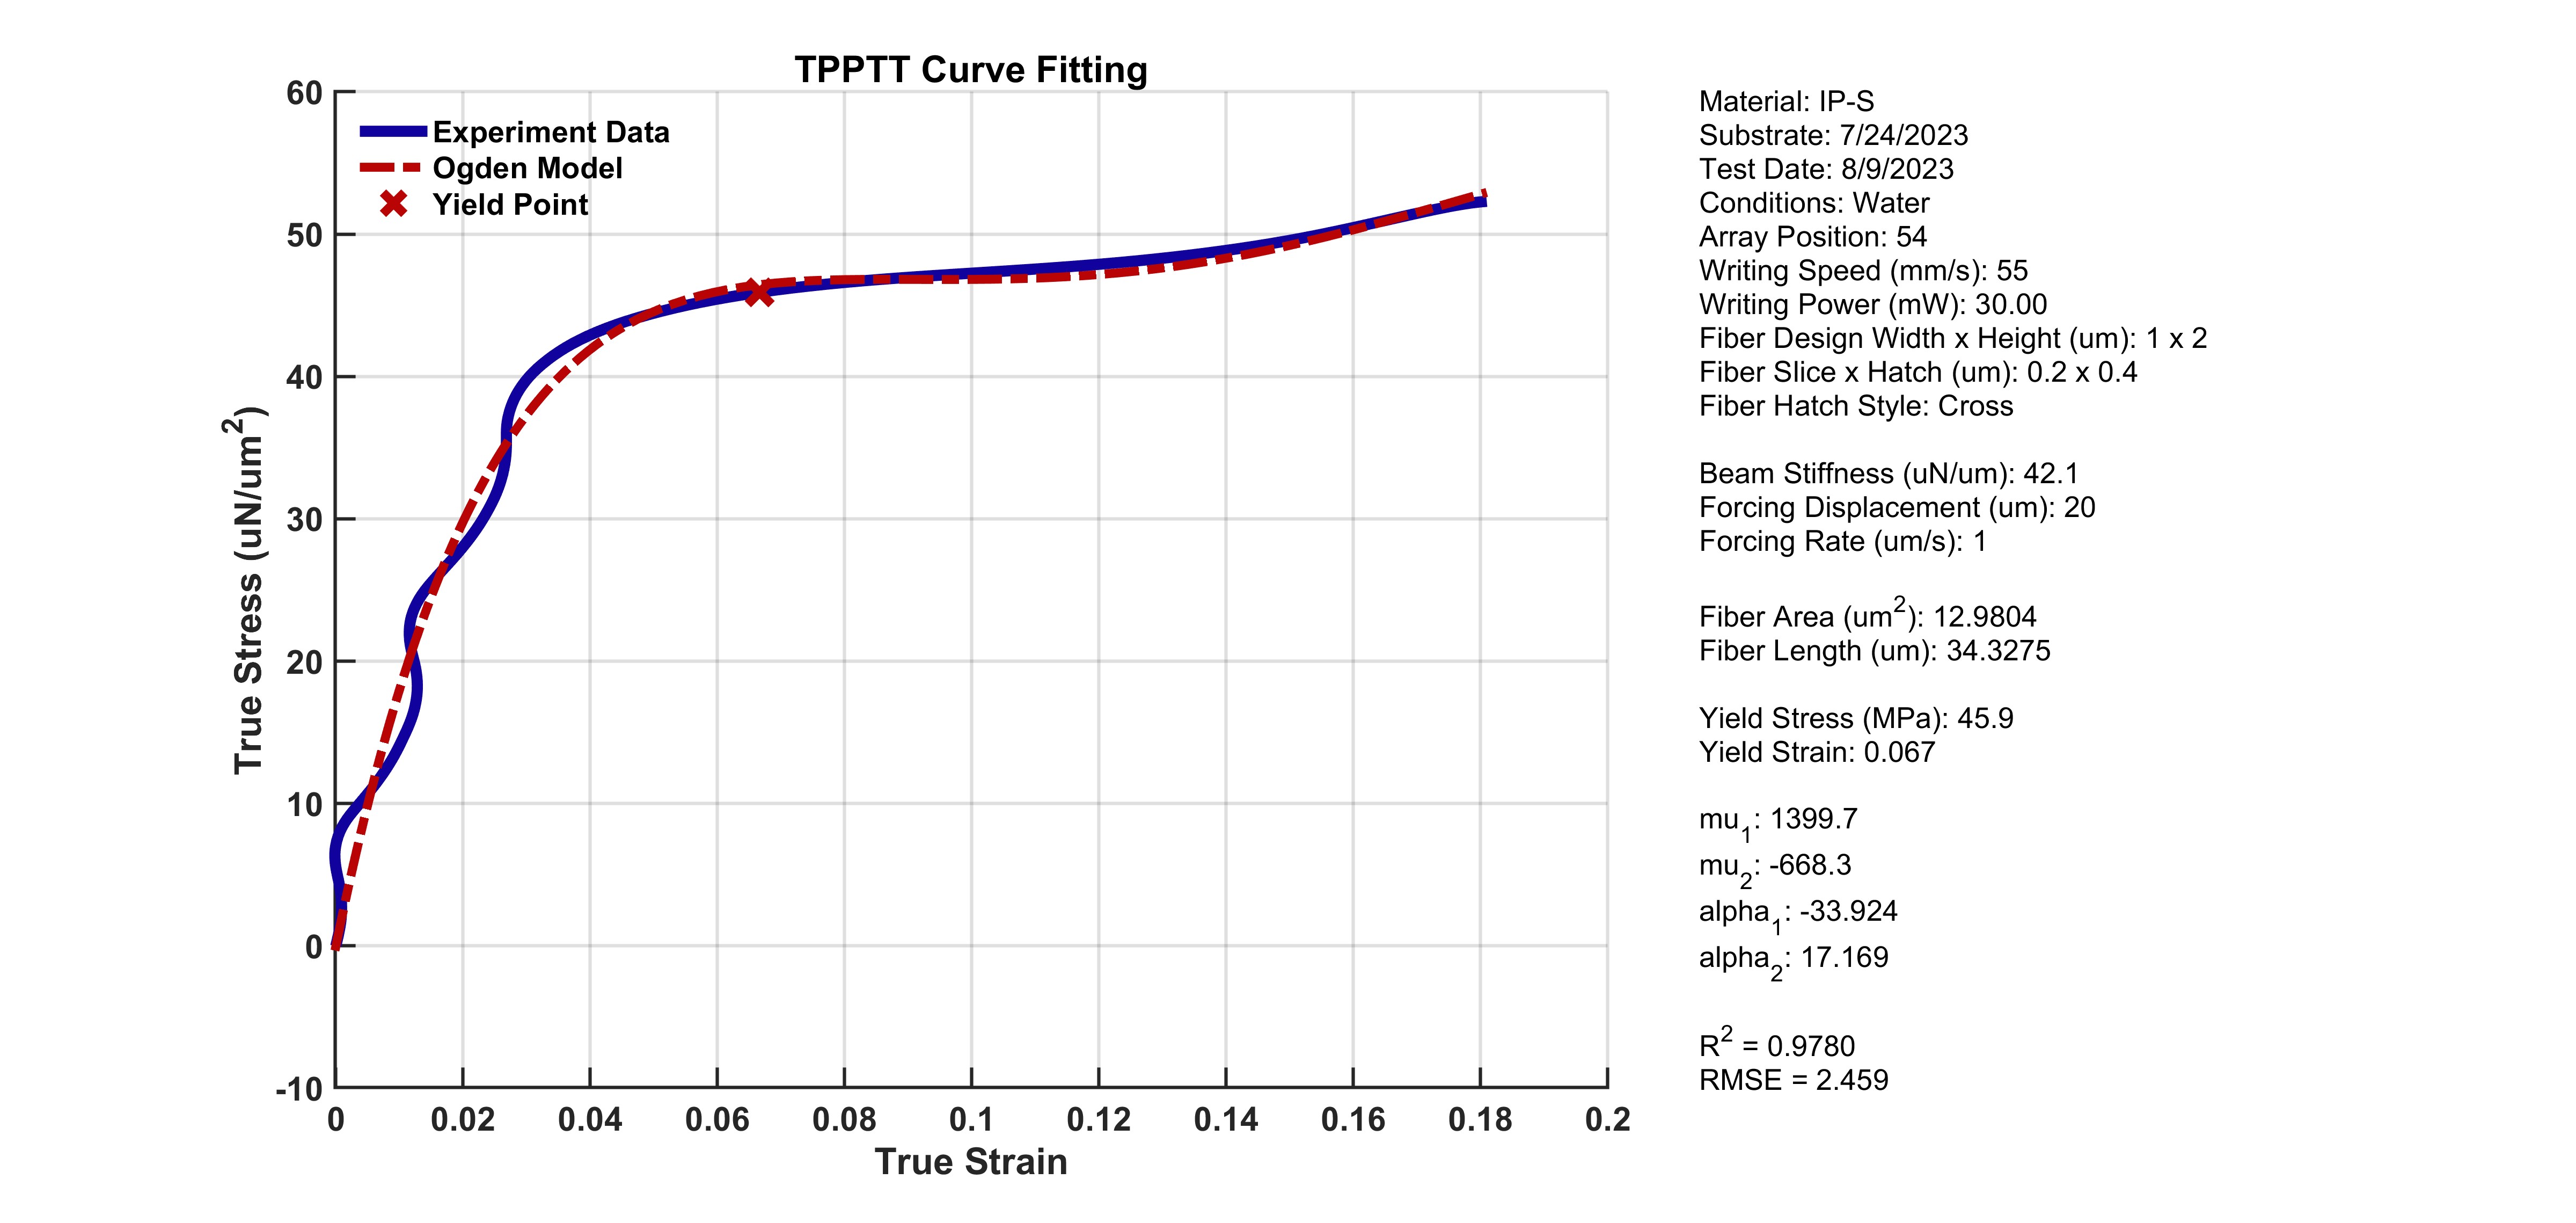 TPPTT Curve Fitting
60
50
40
30
20
10
0
-10
True Stress (uN/um²)
Experiment Data
Ogden Model
Yield Point
0 0.02 0.04 0.06 0.08 0.1 0.12 0.14 0.16 0.18 0.2
True Strain
Material: IP-S
Substrate: 7/24/2023
Test Date: 8/9/2023
Conditions: Water
Array Position: 54
Writing Speed (mm/s): 55
Writing Power (mW): 30.00
Fiber Design Width x Height (um): 1 x 2
Fiber Slice x Hatch (um): 0.2 x 0.4
Fiber Hatch Style: Cross
Beam Stiffness (uN/um): 42.1
Forcing Displacement (um): 20
Forcing Rate (um/s): 1
Fiber Area (um²): 12.9804
Fiber Length (um): 34.3275
Yield Stress (MPa): 45.9
Yield Strain: 0.067
mu₁: 1399.7
mu₂: -668.3
alpha₁: -33.924
alpha₂: 17.169
R² = 0.9780
RMSE = 2.459